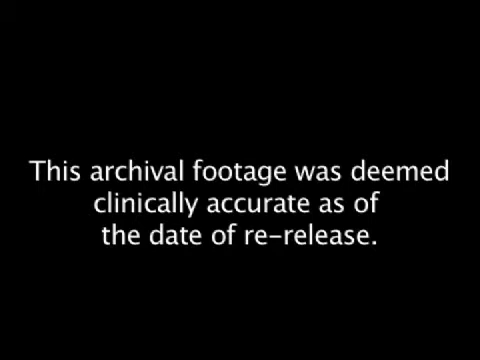 This archival footage was deemed
clinically accurate as of
the date of re-release.